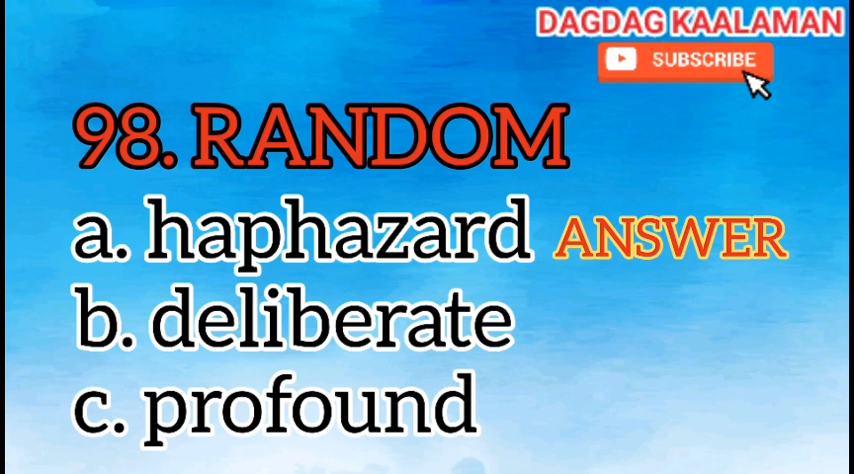 DAGDAG KAALAMAN
SUBSCRIBE
98. RANDOM
a. haphazard ANSWER
b. deliberate
c. profound